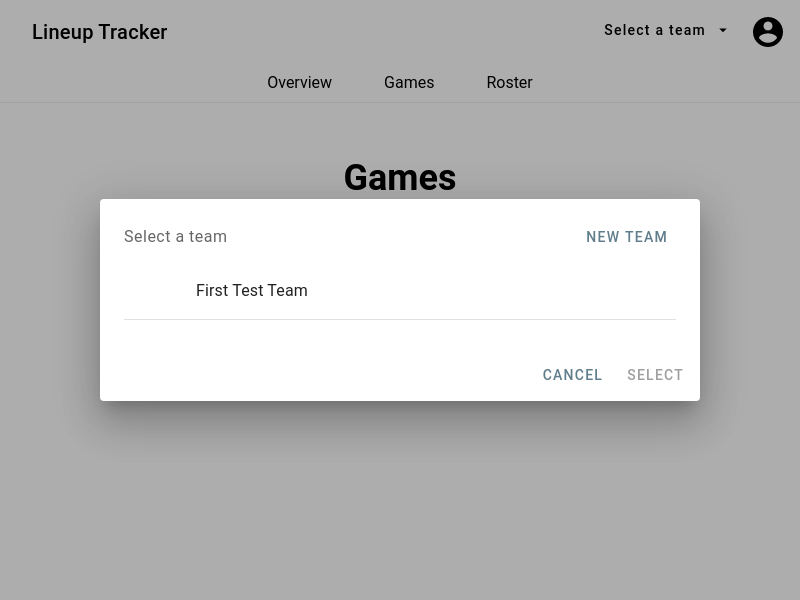 Lineup Tracker
Select a team
Overview Games Roster
Games
Select a team NEW TEAM
First Test Team
CANCEL SELECT